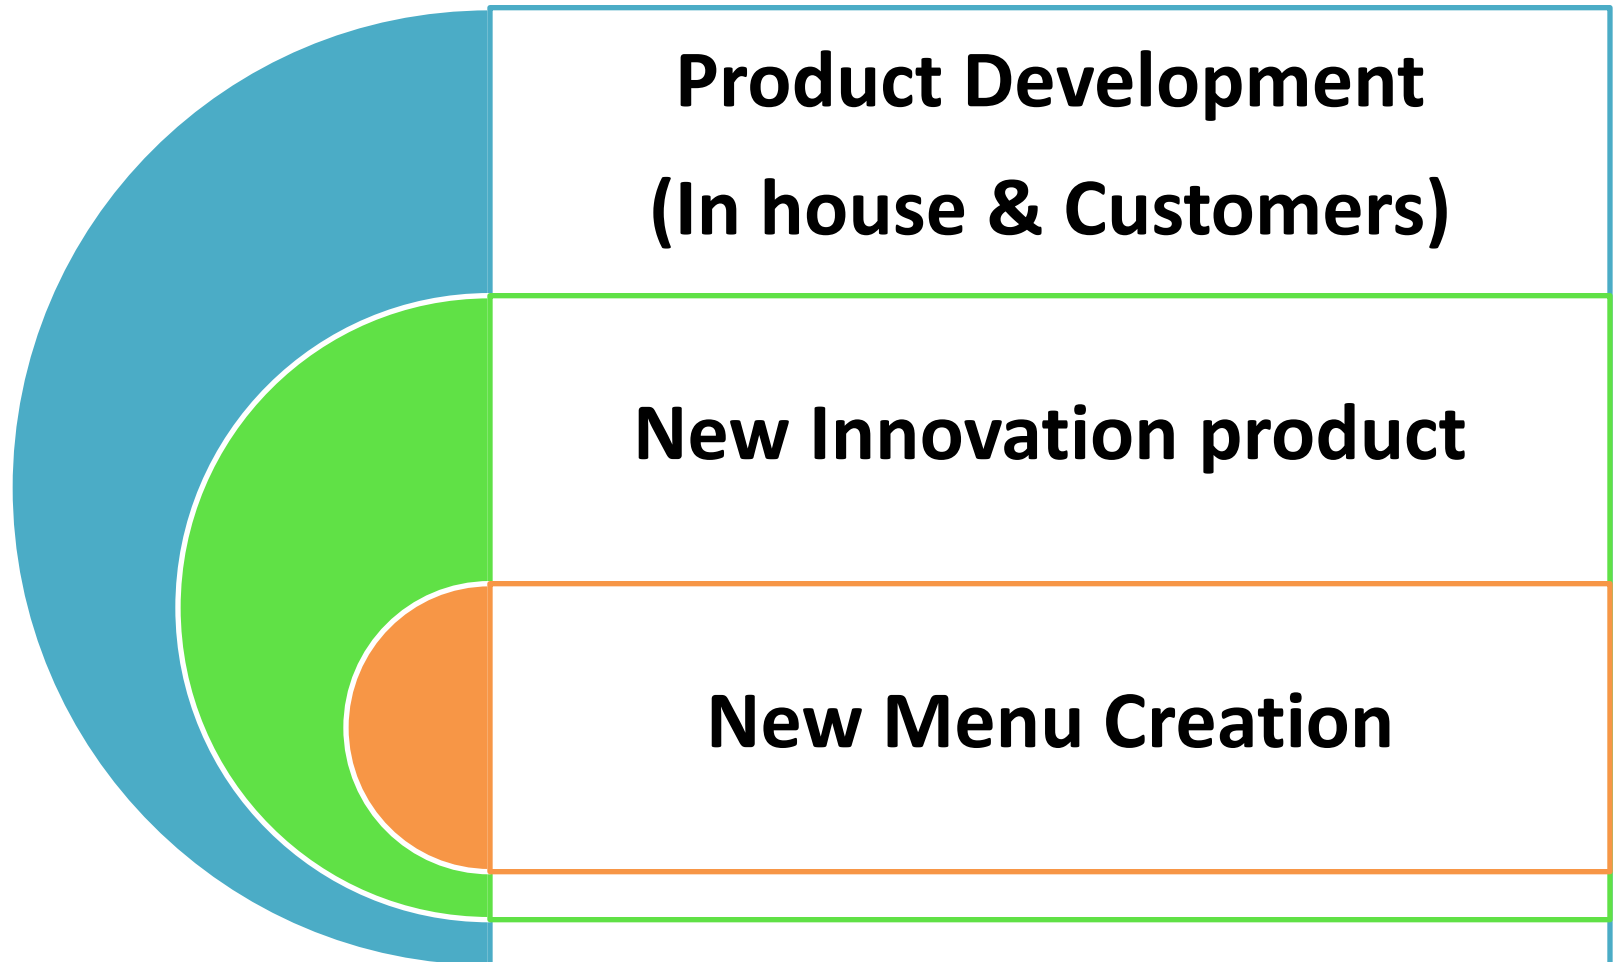 Product Development
(In house & Customers)
New Innovation product
New Menu Creation